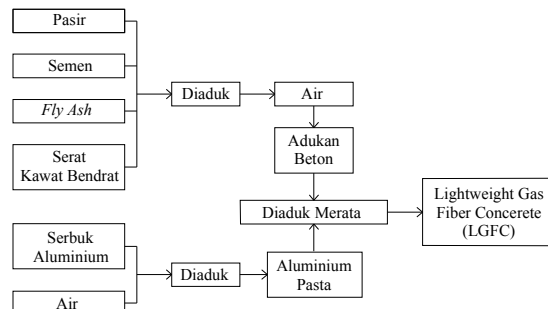 Pasir
Semen
Fly Ash
Serat
Kawat Bendrat
Diaduk
Air
Adukan
Beton
Diaduk Merata
Lightweight Gas
Fiber Concerete
(LGFC)
Serbuk
Aluminium
Air
Diaduk
Aluminium
Pasta